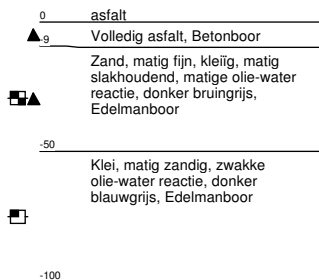 0 asfalt
-9 Volledig asfalt, Betonboor
Zand, matig fijn, kleiïg, matig
slakhoudend, matige olie-water
reactie, donker bruingrijs,
Edelmanboor
-50
Klei, matig zandig, zwakke
olie-water reactie, donker
blauwgrijs, Edelmanboor
-100